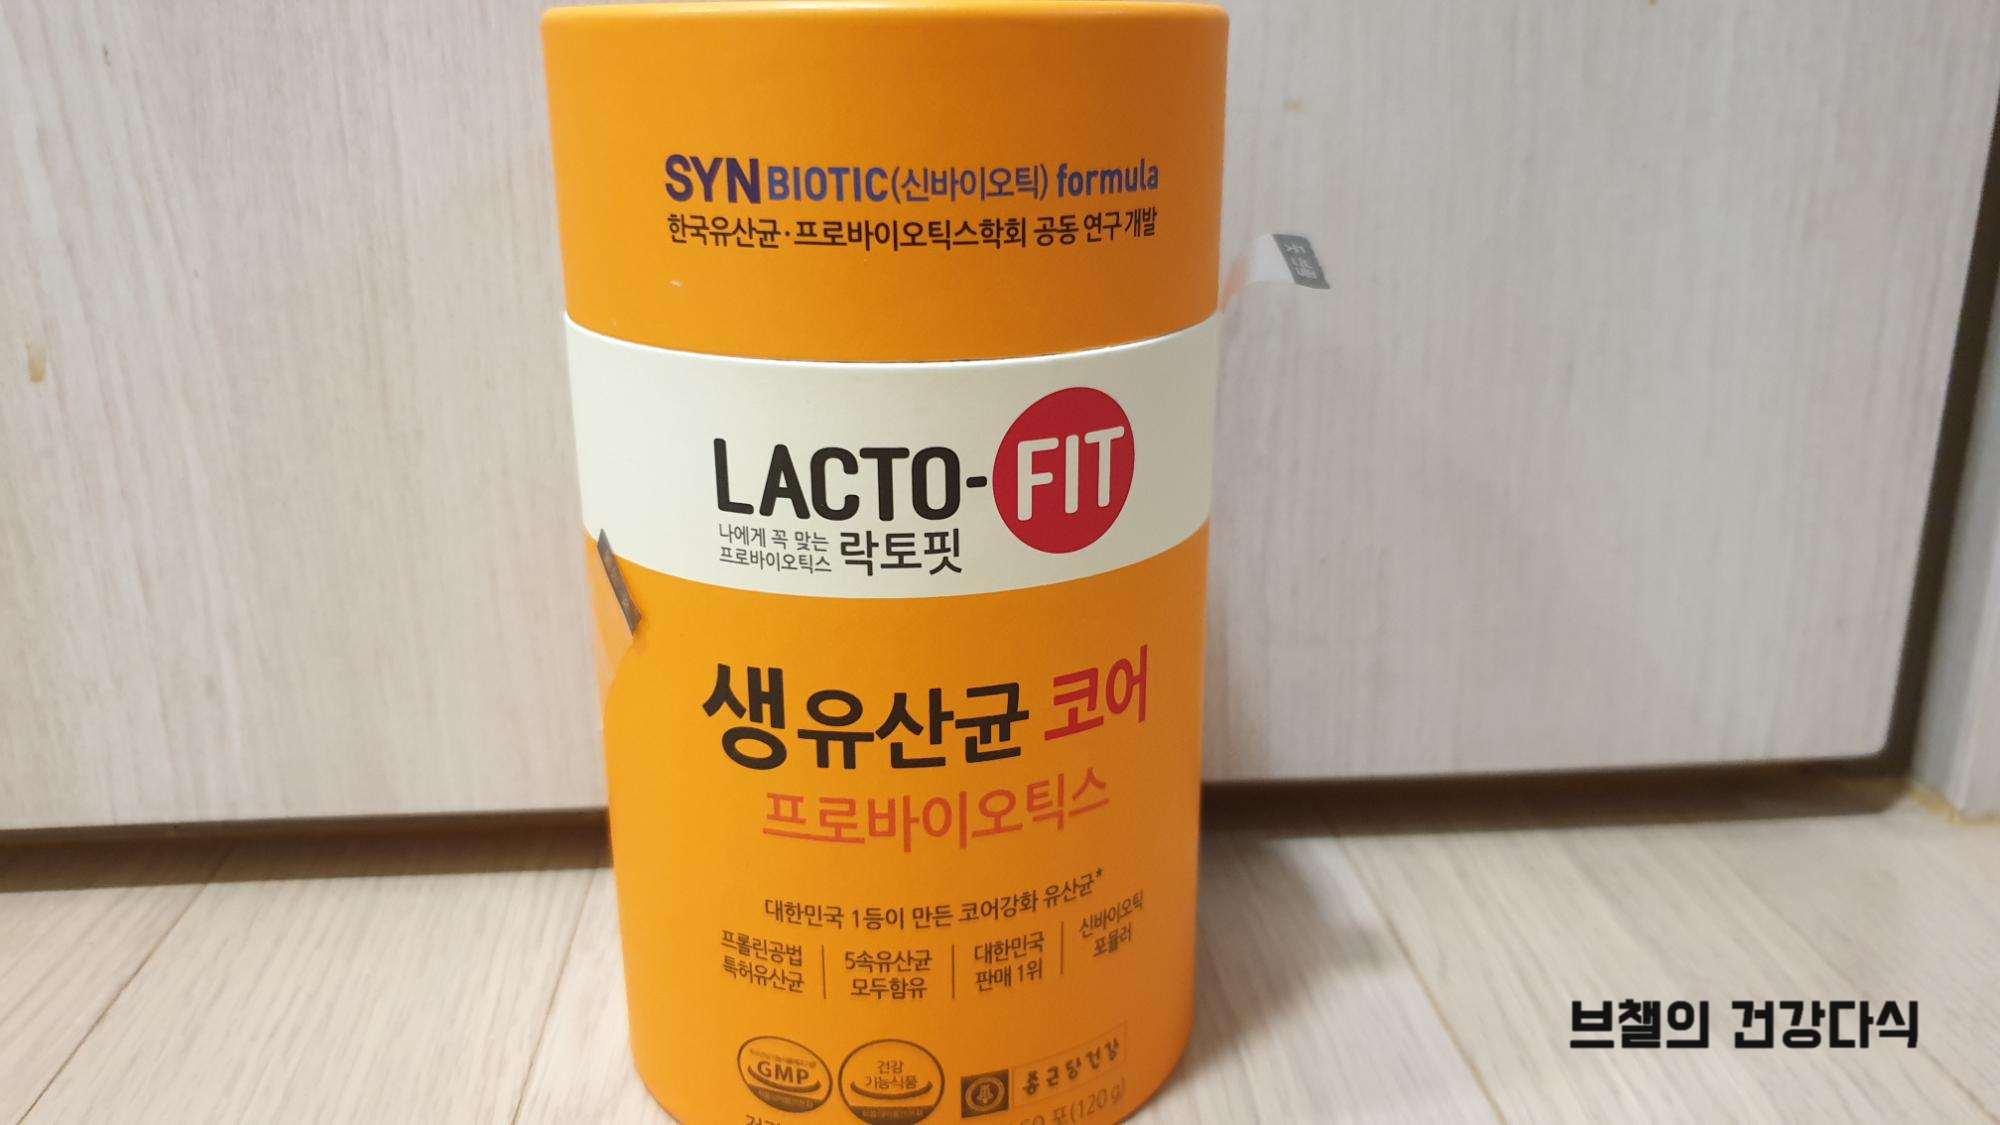 SYNBIOTIC(신바이오틱) formula
한국유산균·프로바이오틱스학회 공동 연구개발
LACTO-FIT
나에게 꼭 맞는
프로바이오틱스 락토핏
생유산균 코어
프로바이오틱스
대한민국 1등이 만든 코어강화 유산균*
프롤린공법
특허유산균
5속유산균
모두함유
대한민국
판매 1위
신바이오틱
포뮬러
GMP
건강
기능식품
종근당건강
포(120g)
브챌의 건강다식